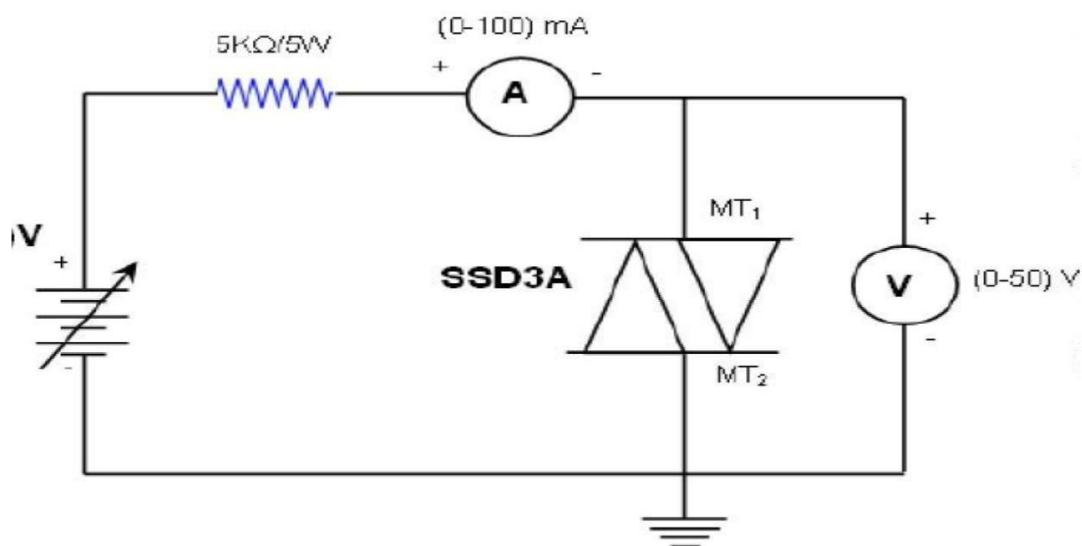 (0-100) mA
5KΩ/5W
+ -
A
MT₁
V
+
+
SSD3A
V
(0-50) V
-
-
MT₂